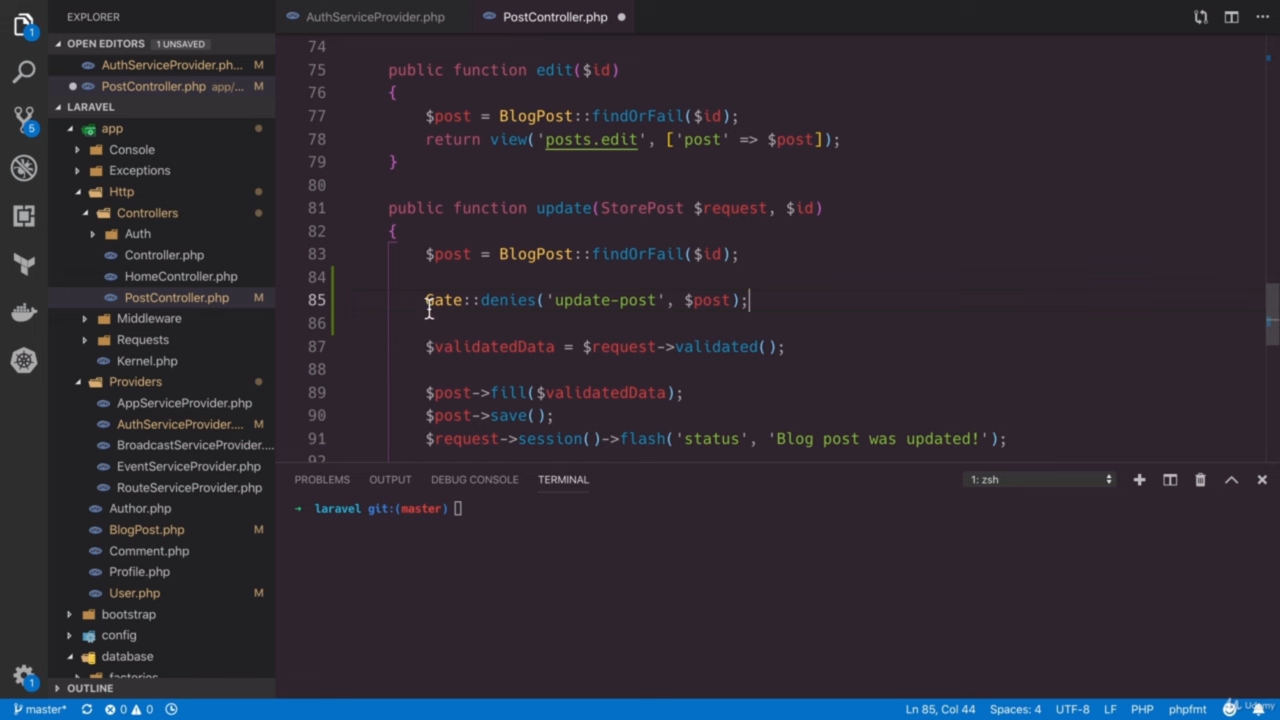 EXPLORER
OPEN EDITORS 1 UNSAVED
AuthServiceProvider.ph... M
PostController.php app/... M
LARAVEL
app
Console
Exceptions
Http
Controllers
Auth
Controller.php
HomeController.php
PostController.php M
Middleware
Requests
Kernel.php
Providers
AppServiceProvider.php
AuthServiceProvider.... M
BroadcastServiceProvider....
EventServiceProvider.php
RouteServiceProvider.php
Author.php
BlogPost.php M
Comment.php
Profile.php
User.php M
bootstrap
config
database
factories
OUTLINE
1
5
1
AuthServiceProvider.php PostController.php
74
75 public function edit($id)
76 {
77 $post = BlogPost::findOrFail($id);
78 return view('posts.edit', ['post' => $post]);
79 }
80
81 public function update(StorePost $request, $id)
82 {
83 $post = BlogPost::findOrFail($id);
84
85 Gate::denies('update-post', $post);
86
87 $validatedData = $request->validated();
88
89 $post->fill($validatedData);
90 $post->save();
91 $request->session()->flash('status', 'Blog post was updated!');
92
PROBLEMS OUTPUT DEBUG CONSOLE TERMINAL 1: zsh
laravel git:(master)
master* 0 0 Ln 85, Col 44 Spaces: 4 UTF-8 LF PHP phpfmt
Udemy